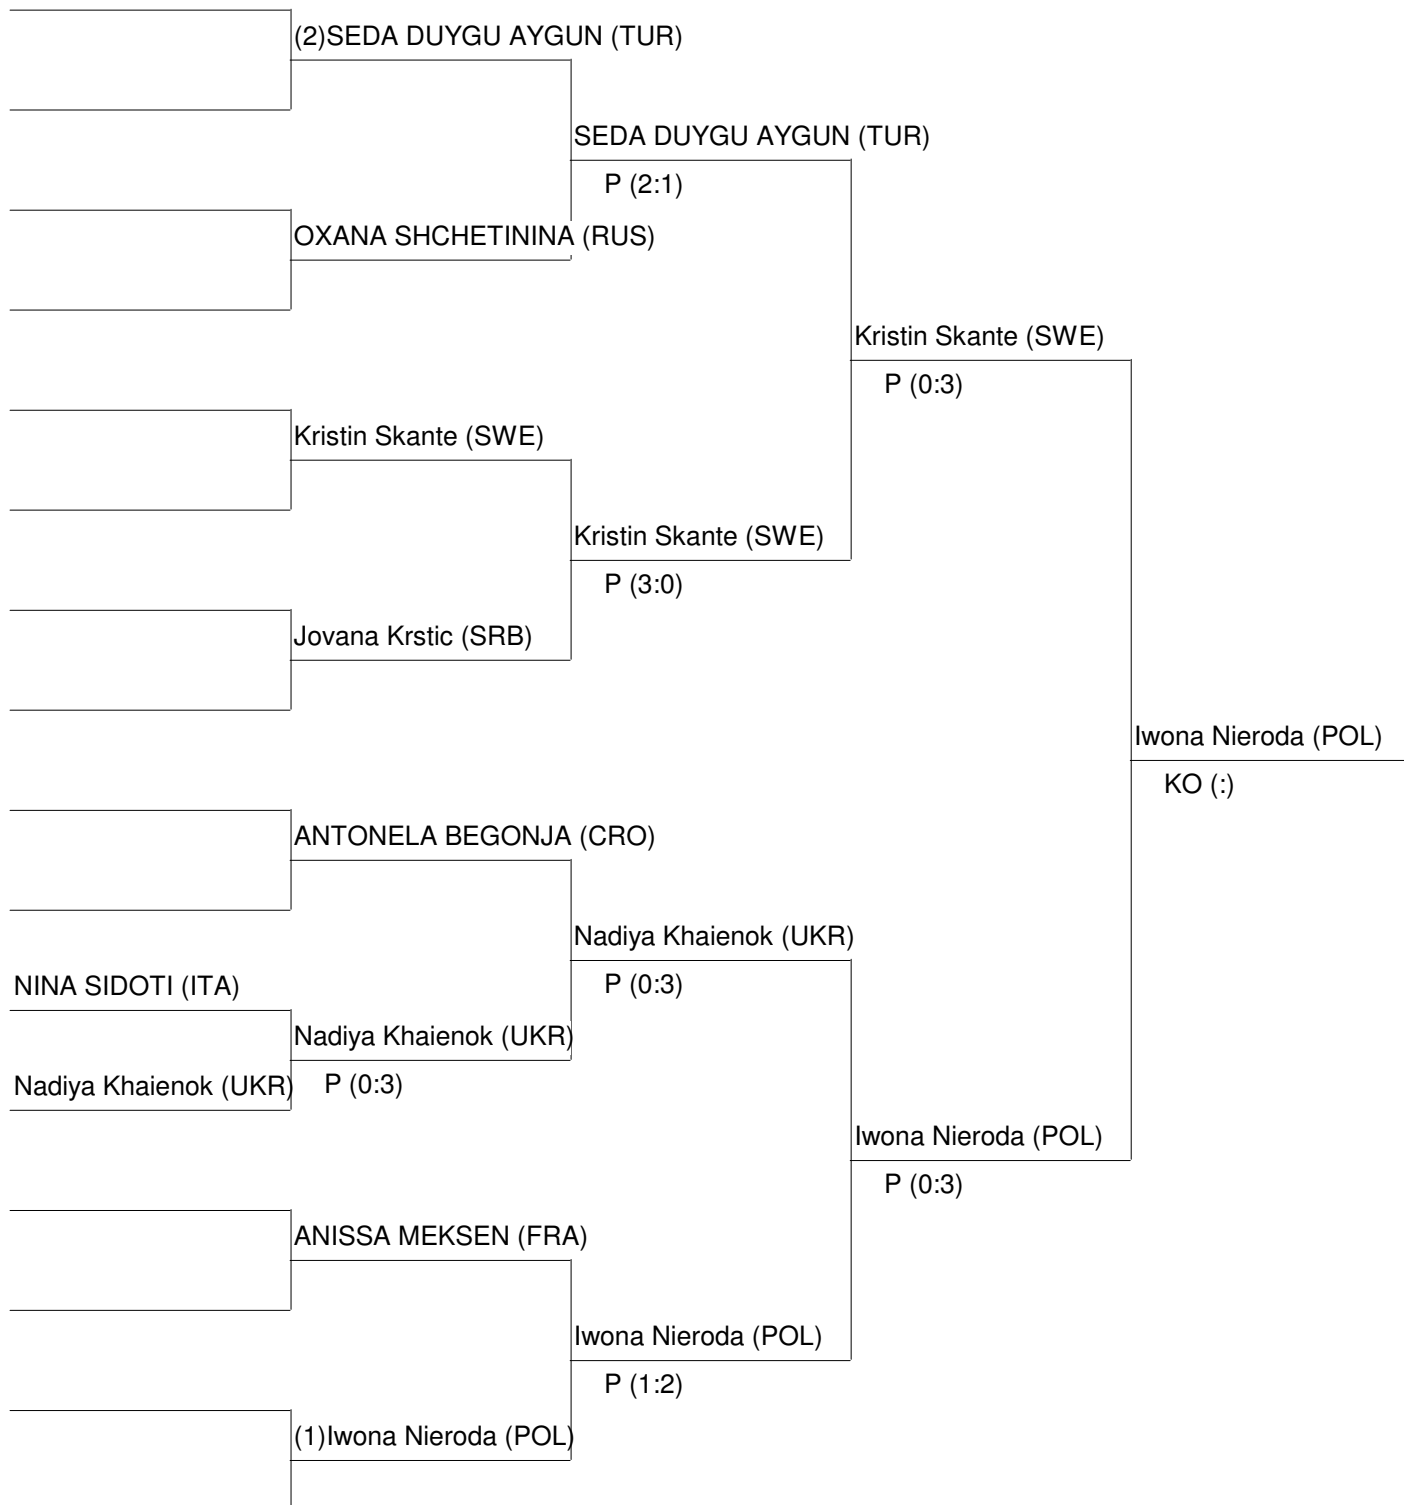 (2)SEDA DUYGU AYGUN (TUR)
SEDA DUYGU AYGUN (TUR)
P (2:1)
OXANA SHCHETININA (RUS)
Kristin Skante (SWE)
P (0:3)
Kristin Skante (SWE)
Kristin Skante (SWE)
P (3:0)
Jovana Krstic (SRB)
Iwona Nieroda (POL)
KO (:)
ANTONELA BEGONJA (CRO)
Nadiya Khaienok (UKR)
P (0:3)
NINA SIDOTI (ITA)
Nadiya Khaienok (UKR)
P (0:3)
Nadiya Khaienok (UKR)
Iwona Nieroda (POL)
P (0:3)
ANISSA MEKSEN (FRA)
Iwona Nieroda (POL)
P (1:2)
(1)Iwona Nieroda (POL)